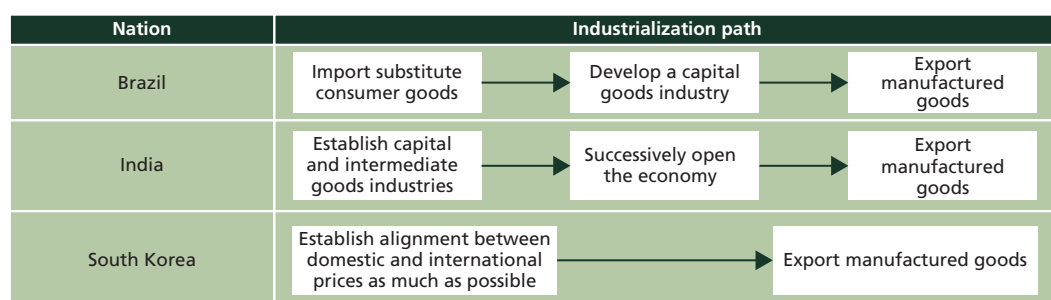 Nation
Industrialization path
Brazil
Import substitute
consumer goods
Develop a capital
goods industry
Export
manufactured
goods
India
Establish capital
and intermediate
goods industries
Successively open
the economy
Export
manufactured
goods
South Korea
Establish alignment between
domestic and international
prices as much as possible
Export manufactured goods